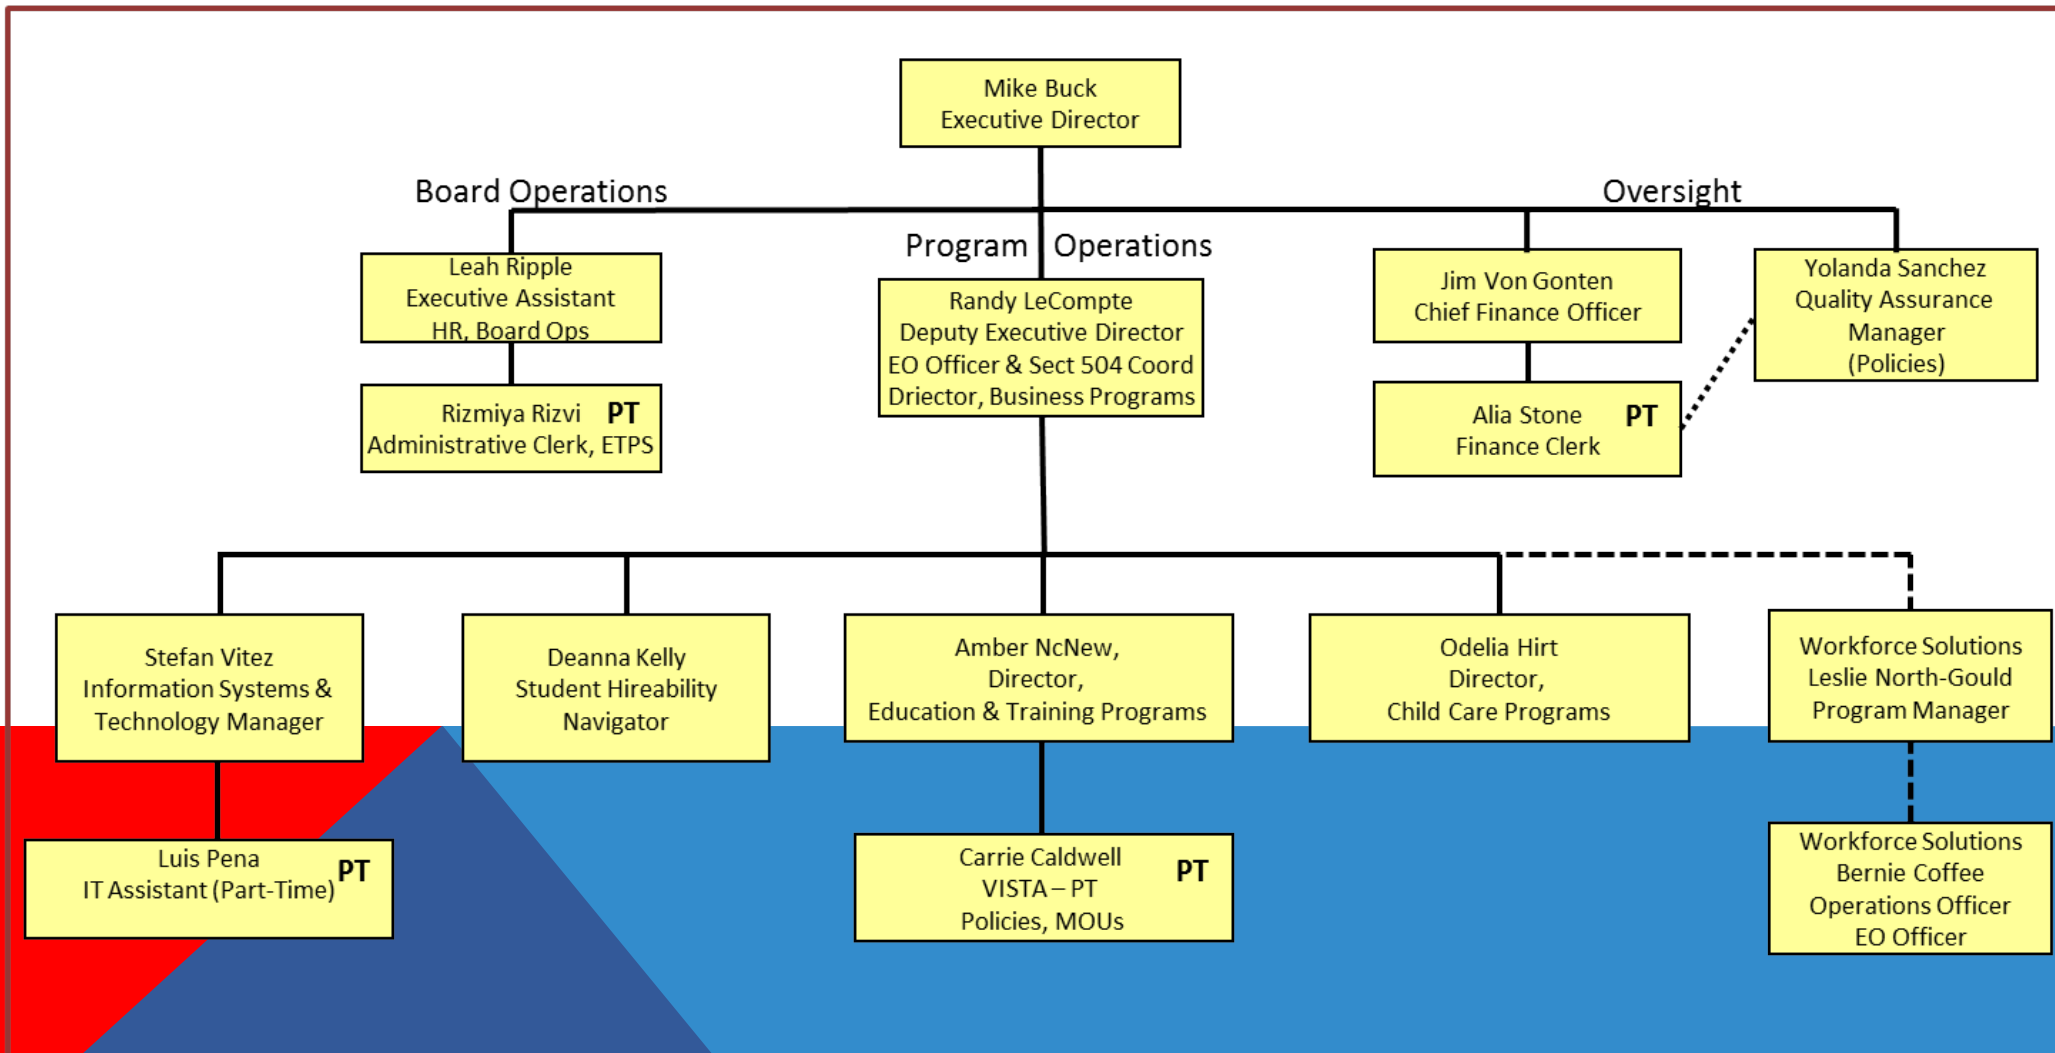 Mike Buck
Executive Director
Board Operations
Oversight
Program Operations
Leah Ripple
Executive Assistant
HR, Board Ops
Randy LeCompte
Deputy Executive Director
EO Officer & Sect 504 Coord
Driector, Business Programs
Jim Von Gonten
Chief Finance Officer
Yolanda Sanchez
Quality Assurance
Manager
(Policies)
Rizmiya Rizvi PT
Administrative Clerk, ETPS
Alia Stone PT
Finance Clerk
Stefan Vitez
Information Systems &
Technology Manager
Deanna Kelly
Student Hireability
Navigator
Amber NcNew,
Director,
Education & Training Programs
Odelia Hirt
Director,
Child Care Programs
Workforce Solutions
Leslie North-Gould
Program Manager
Luis Pena
IT Assistant (Part-Time) PT
Carrie Caldwell PT
VISTA – PT
Policies, MOUs
Workforce Solutions
Bernie Coffee
Operations Officer
EO Officer